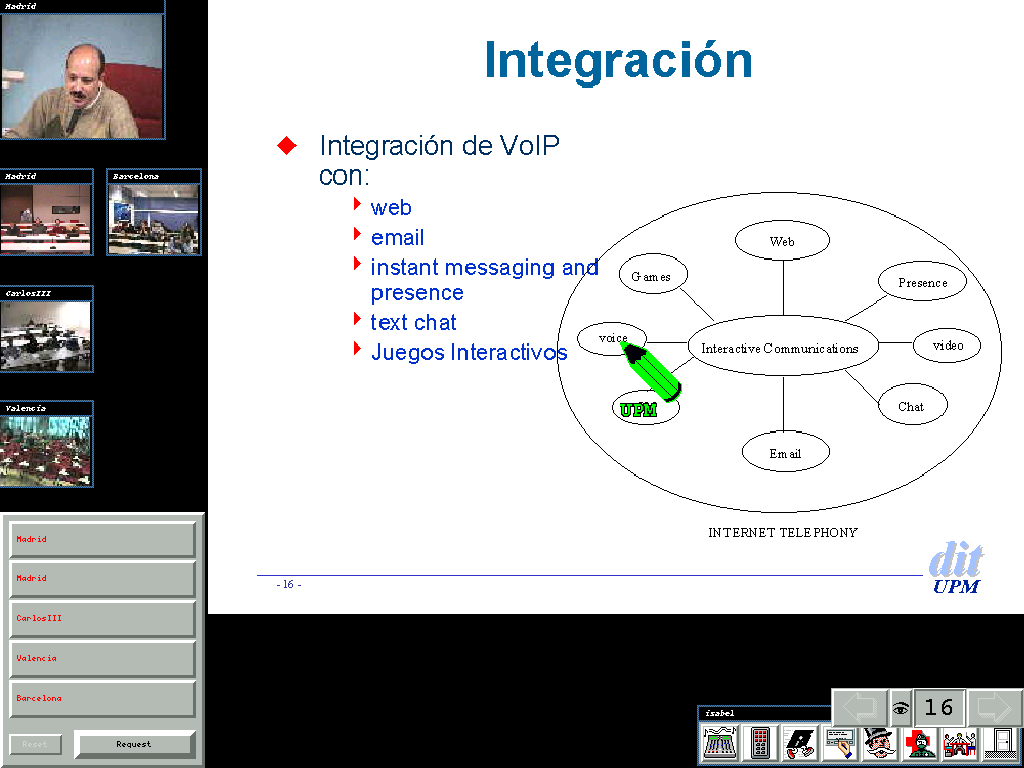 Madrid
Madrid
Barcelona
CarlosIII
Valencia
Madrid
Madrid
CarlosIII
Valencia
Barcelona
Reset
Request
Integración
Integración de VoIP
con:
web
email
instant messaging and
presence
text chat
Juegos Interactivos
Web
Games
Presence
voice
Interactive Communications
video
UPM
Chat
Email
INTERNET TELEPHONY
- 16 -
dit
UPM
isabel
16